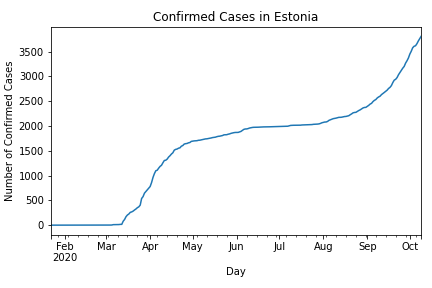 Confirmed Cases in Estonia
Number of Confirmed Cases
3500
3000
2500
2000
1500
1000
500
0
Feb Mar Apr May Jun Jul Aug Sep Oct
2020
Day